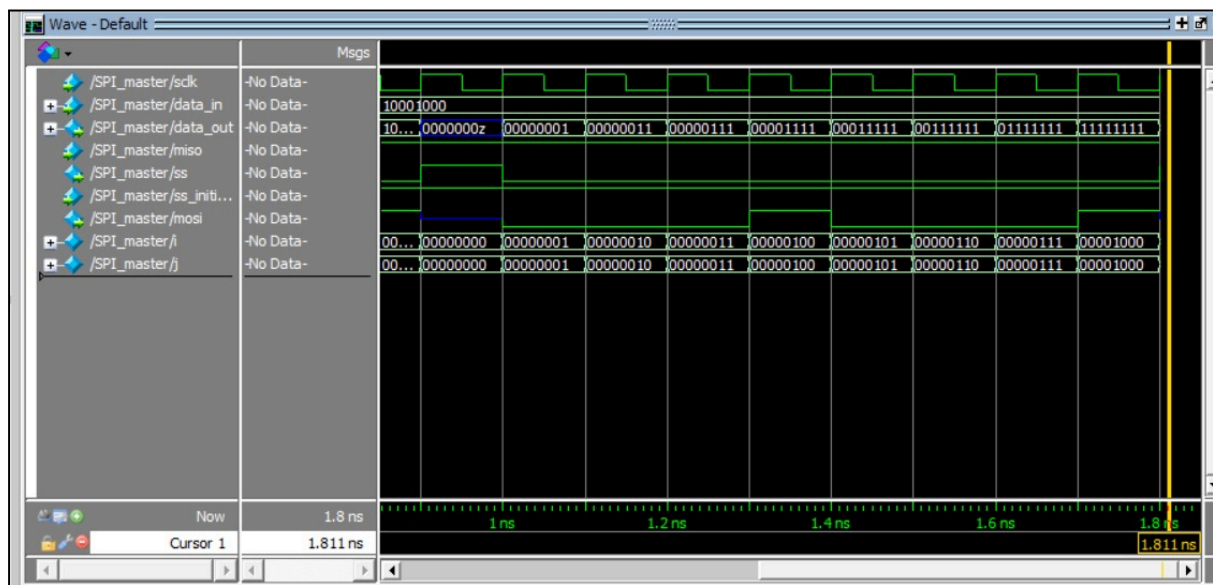 Wave - Default
Msgs
/SPI_master/sclk -No Data-
/SPI_master/data_in -No Data- 10001000
/SPI_master/data_out -No Data- 10... 0000000z 00000001 00000011 00000111 00001111 00011111 00111111 01111111 11111111
/SPI_master/miso -No Data-
/SPI_master/ss -No Data-
/SPI_master/ss_initi... -No Data-
/SPI_master/mosi -No Data-
/SPI_master/i -No Data- 00... 00000000 00000001 00000010 00000011 00000100 00000101 00000110 00000111 00001000
/SPI_master/j -No Data- 00... 00000000 00000001 00000010 00000011 00000100 00000101 00000110 00000111 00001000
Now 1.8 ns 1 ns 1.2 ns 1.4 ns 1.6 ns 1.8 ns
Cursor 1 1.811 ns 1.811 ns